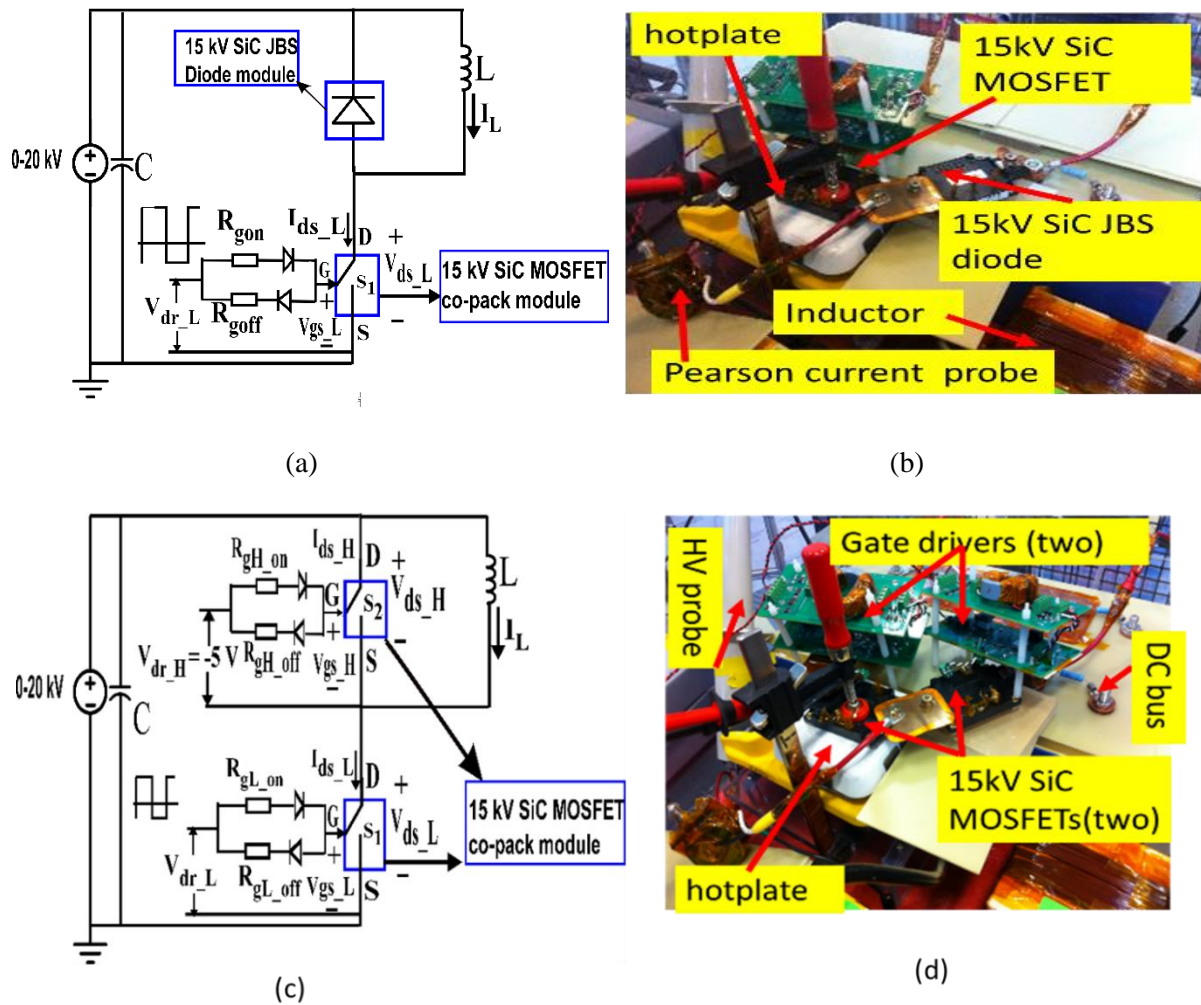 15 kV SiC JBS
Diode module
L
I_L
0-20 kV
C
R_gon
I_ds_L
D
+
V_dr_L
G
S_1
V_ds_L
15 kV SiC MOSFET
co-pack module
R_goff
+
V_gs_L
S
−
(a)
hotplate
15kV SiC
MOSFET
15kV SiC JBS
diode
Inductor
Pearson current probe
(b)
I_ds_H
D
+
R_gH_on
G
S_2
V_ds_H
L
I_L
V_dr_H = -5 V
R_gH_off
+
V_gs_H
S
−
0-20 kV
C
I_ds_L
D
+
R_gL_on
G
S_1
V_ds_L
15 kV SiC MOSFET
co-pack module
V_dr_L
R_gL_off
+
V_gs_L
S
−
(c)
HV probe
Gate drivers (two)
DC bus
15kV SiC
MOSFETs(two)
hotplate
(d)